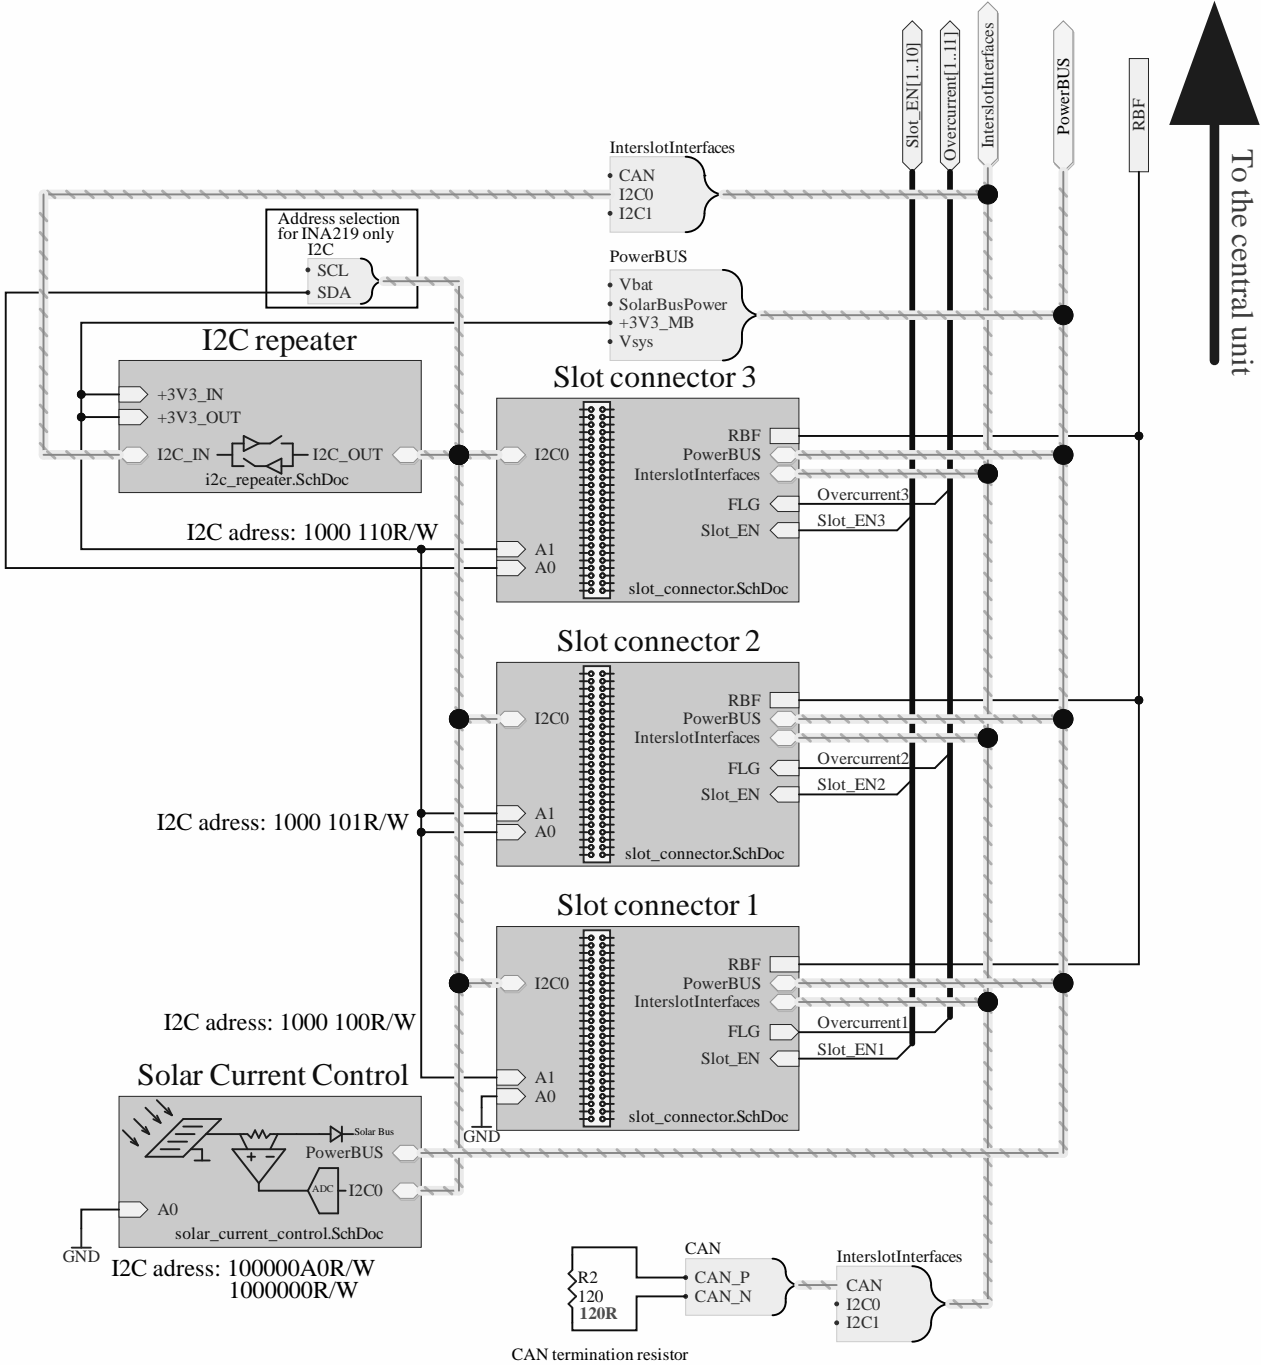 Slot_EN[1..10]
Overcurrent[1..11]
InterslotInterfaces
PowerBUS
RBF
To the central unit
InterslotInterfaces
CAN
I2C0
I2C1
Address selection
for INA219 only
I2C
SCL
SDA
PowerBUS
Vbat
SolarBusPower
+3V3_MB
Vsys
I2C repeater
+3V3_IN
+3V3_OUT
I2C_IN
I2C_OUT
i2c_repeater.SchDoc
Slot connector 3
I2C0
RBF
PowerBUS
InterslotInterfaces
FLG
Overcurrent3
Slot_EN
Slot_EN3
I2C adress: 1000 110R/W
A1
A0
slot_connector.SchDoc
Slot connector 2
I2C0
RBF
PowerBUS
InterslotInterfaces
FLG
Overcurrent2
Slot_EN
Slot_EN2
I2C adress: 1000 101R/W
A1
A0
slot_connector.SchDoc
Slot connector 1
I2C0
RBF
PowerBUS
InterslotInterfaces
FLG
Overcurrent1
Slot_EN
Slot_EN1
I2C adress: 1000 100R/W
A1
A0
GND
slot_connector.SchDoc
Solar Current Control
Solar Bus
PowerBUS
ADC
I2C0
A0
solar_current_control.SchDoc
GND
I2C adress: 100000A0R/W
1000000R/W
R2
120
120R
CAN
CAN_P
CAN_N
InterslotInterfaces
CAN
I2C0
I2C1
CAN termination resistor